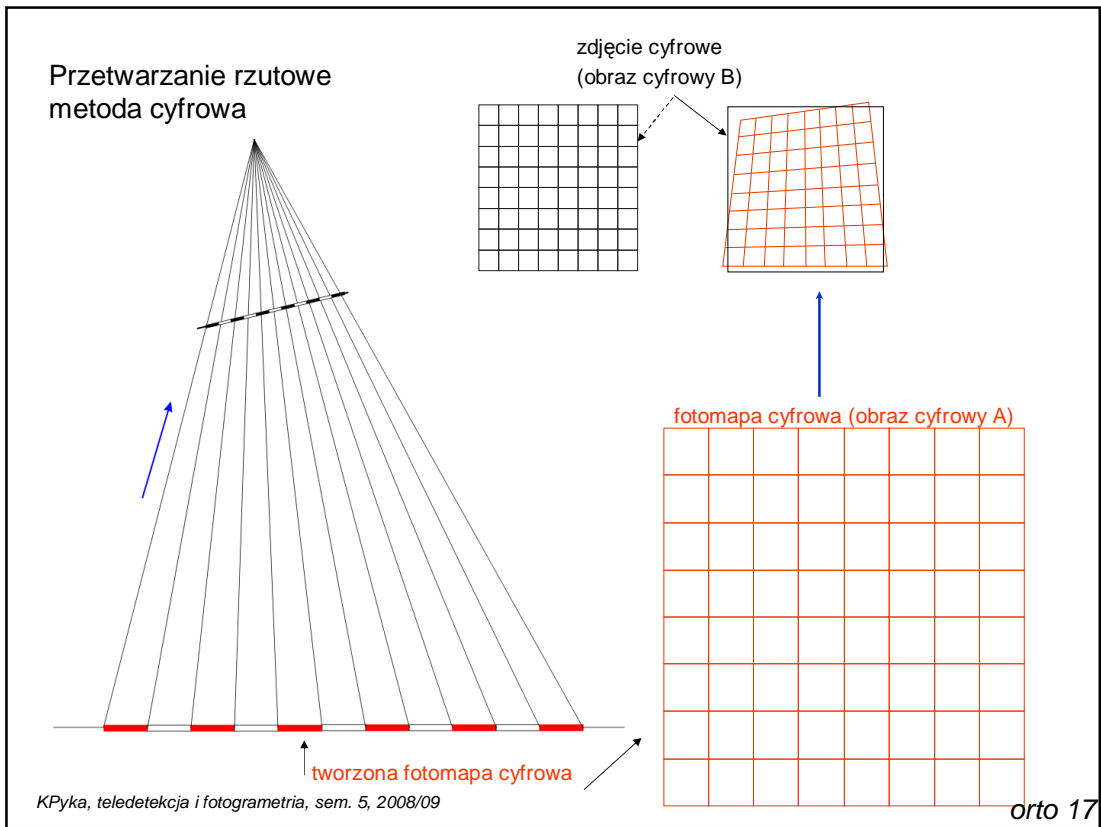 Przetwarzanie rzutowe
metoda cyfrowa
zdjęcie cyfrowe
(obraz cyfrowy B)
fotomapa cyfrowa (obraz cyfrowy A)
tworzona fotomapa cyfrowa
KPyka, teledetekcja i fotogrametria, sem. 5, 2008/09
orto 17